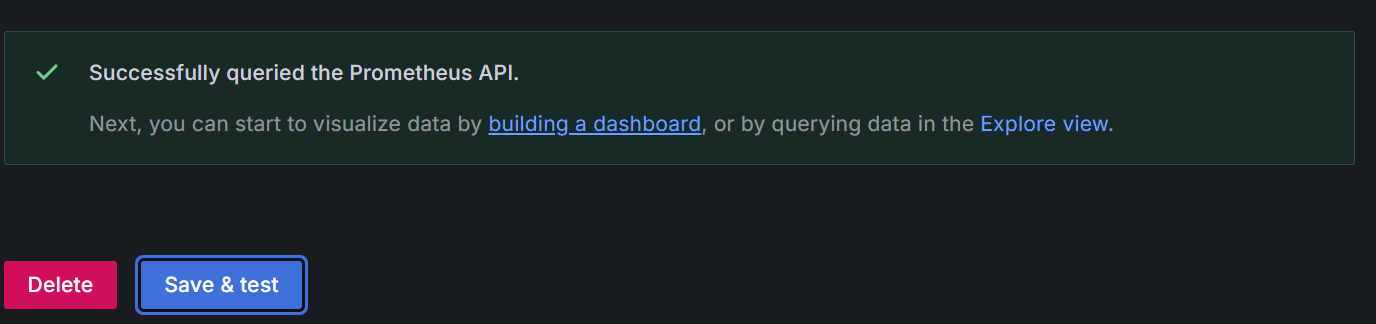 Successfully queried the Prometheus API.
Next, you can start to visualize data by building a dashboard, or by querying data in the Explore view.
Delete
Save & test